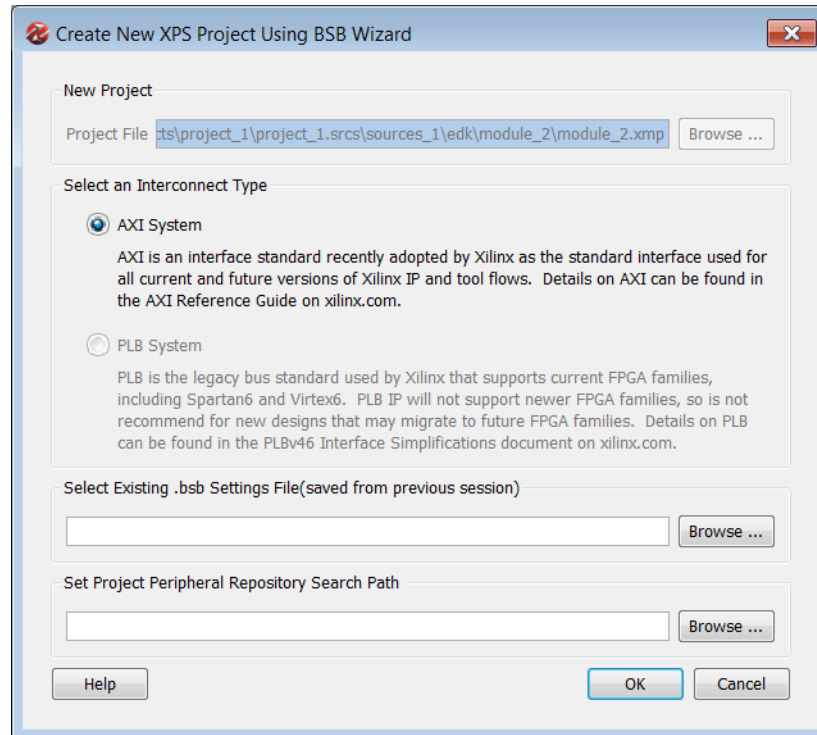 Create New XPS Project Using BSB Wizard
New Project
Project File cts\project_1\project_1.srcs\sources_1\edk\module_2\module_2.xmp Browse ...
Select an Interconnect Type
AXI System
AXI is an interface standard recently adopted by Xilinx as the standard interface used for
all current and future versions of Xilinx IP and tool flows.  Details on AXI can be found in
the AXI Reference Guide on xilinx.com.
PLB System
PLB is the legacy bus standard used by Xilinx that supports current FPGA families,
including Spartan6 and Virtex6.  PLB IP will not support newer FPGA families, so is not
recommend for new designs that may migrate to future FPGA families.  Details on PLB
can be found in the PLBv46 Interface Simplifications document on xilinx.com.
Select Existing .bsb Settings File(saved from previous session)
Browse ...
Set Project Peripheral Repository Search Path
Browse ...
Help OK Cancel